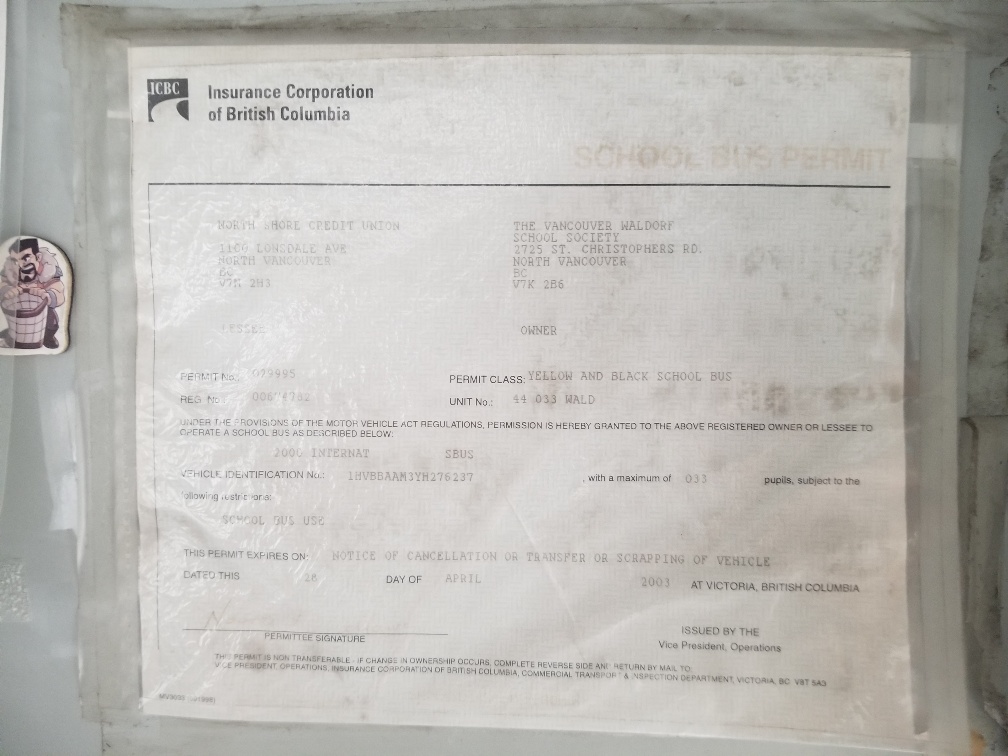 ICBC
Insurance Corporation
of British Columbia
SCHOOL BUS PERMIT
NORTH SHORE CREDIT UNION
1100 LONSDALE AVE
NORTH VANCOUVER
BC
V7M 2H3
THE VANCOUVER WALDORF
SCHOOL SOCIETY
2725 ST. CHRISTOPHERS RD.
NORTH VANCOUVER
BC
V7K 2B6
LESSEE
OWNER
PERMIT No.: 029995
PERMIT CLASS: YELLOW AND BLACK SCHOOL BUS
REG No.:
UNIT No.: 44 033 WALD
UNDER THE PROVISIONS OF THE MOTOR VEHICLE ACT REGULATIONS, PERMISSION IS HEREBY GRANTED TO THE ABOVE REGISTERED OWNER OR LESSEE TO
OPERATE A SCHOOL BUS AS DESCRIBED BELOW:
2000 INTERNAT SBUS
VEHICLE IDENTIFICATION No.: 1HVBBAAM3YH276237 , with a maximum of 033 pupils, subject to the
following restrictions:
SCHOOL BUS USE
THIS PERMIT EXPIRES ON: NOTICE OF CANCELLATION OR TRANSFER OR SCRAPPING OF VEHICLE
DATED THIS 28 DAY OF APRIL 2003 AT VICTORIA, BRITISH COLUMBIA
PERMITTEE SIGNATURE
ISSUED BY THE
Vice President, Operations
THIS PERMIT IS NON TRANSFERABLE - IF CHANGE IN OWNERSHIP OCCURS, COMPLETE REVERSE SIDE AND RETURN BY MAIL TO:
VICE PRESIDENT, OPERATIONS, INSURANCE CORPORATION OF BRITISH COLUMBIA, COMMERCIAL TRANSPORT & INSPECTION DEPARTMENT, VICTORIA, BC V8T 5A3